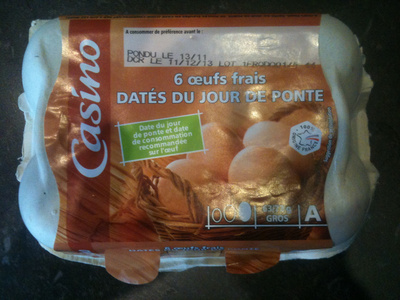 A consommer de préférence avant le :
PONDU LE 13/11
DCR LE 11/12/13 LOT
6 œufs frais
DATÉS DU JOUR DE PONTE
Casino
Date du jour
de ponte et date
de consommation
recommandée
sur l'œuf
GROS
A